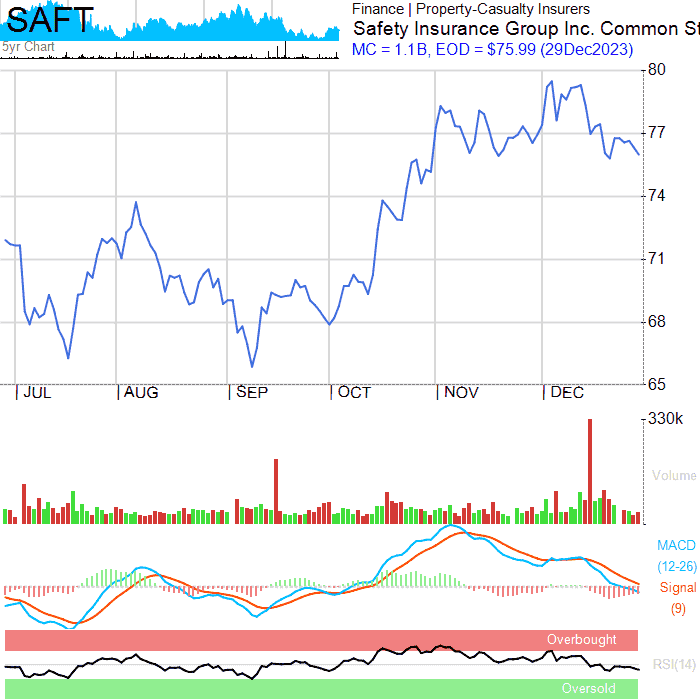 SAFT
5yr Chart
Finance | Property-Casualty Insurers
Safety Insurance Group Inc. Common St
MC = 1.1B, EOD = $75.99 (29Dec2023)
80
77
74
71
68
65
JUL
AUG
SEP
OCT
NOV
DEC
330k
Volume
MACD
(12-26)
Signal
(9)
Overbought
RSI(14)
Oversold